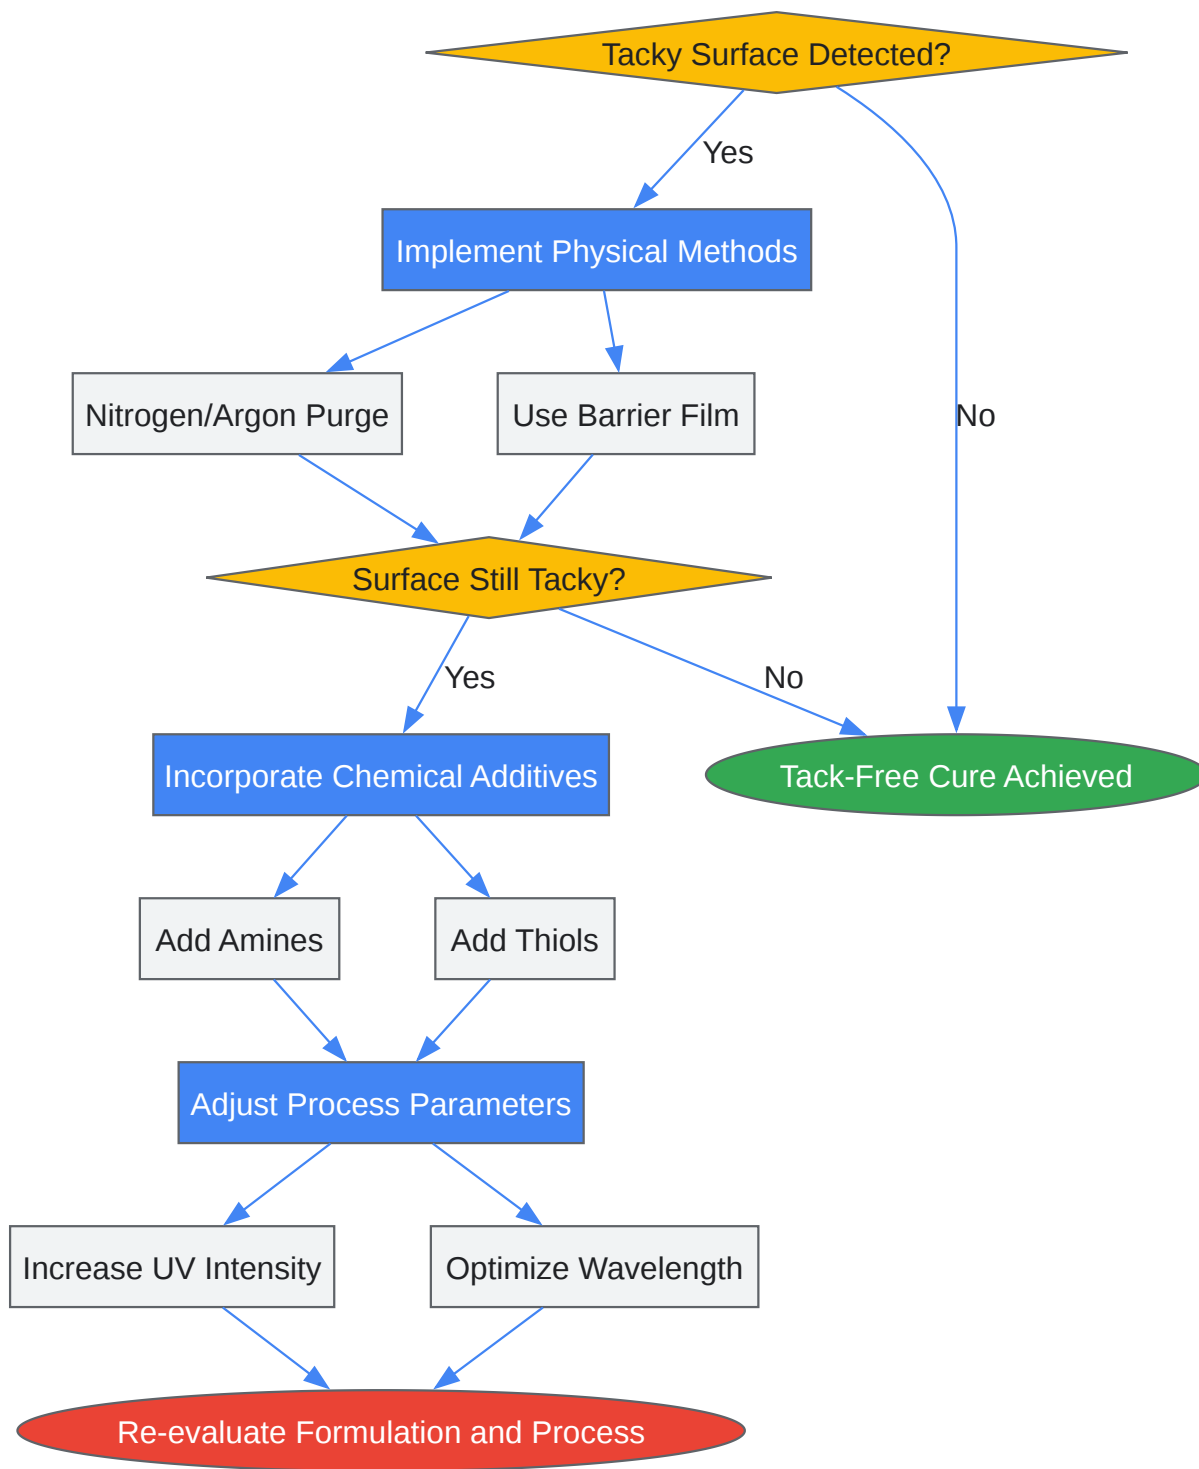 Tacky Surface Detected?
Yes
Implement Physical Methods
Nitrogen/Argon Purge
Use Barrier Film
No
Surface Still Tacky?
Yes
No
Incorporate Chemical Additives
Tack-Free Cure Achieved
Add Amines
Add Thiols
Adjust Process Parameters
Increase UV Intensity
Optimize Wavelength
Re-evaluate Formulation and Process